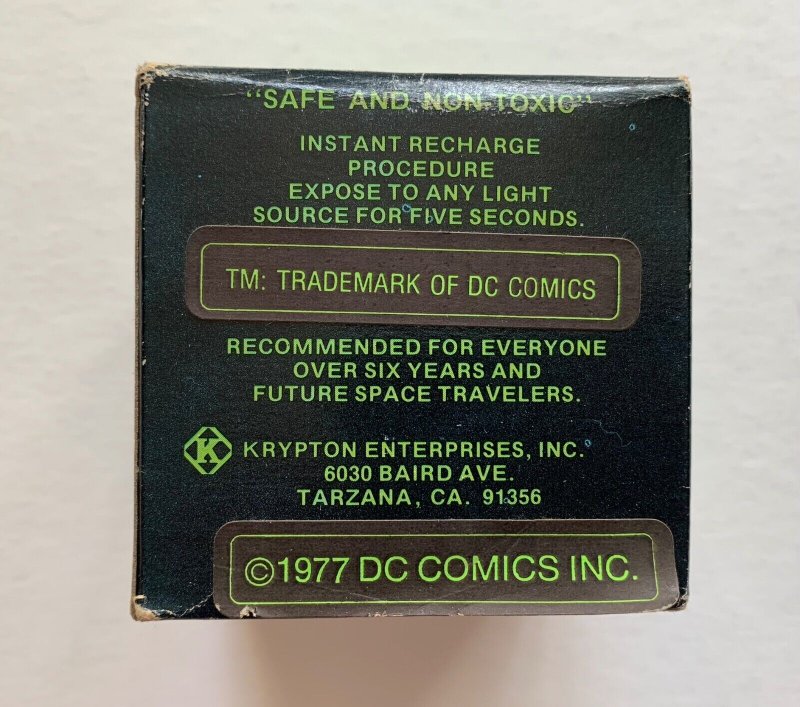 "SAFE AND NON-TOXIC"
INSTANT RECHARGE
PROCEDURE
EXPOSE TO ANY LIGHT
SOURCE FOR FIVE SECONDS.
TM: TRADEMARK OF DC COMICS
RECOMMENDED FOR EVERYONE
OVER SIX YEARS AND
FUTURE SPACE TRAVELERS.
K KRYPTON ENTERPRISES, INC.
6030 BAIRD AVE.
TARZANA, CA. 91356
©1977 DC COMICS INC.